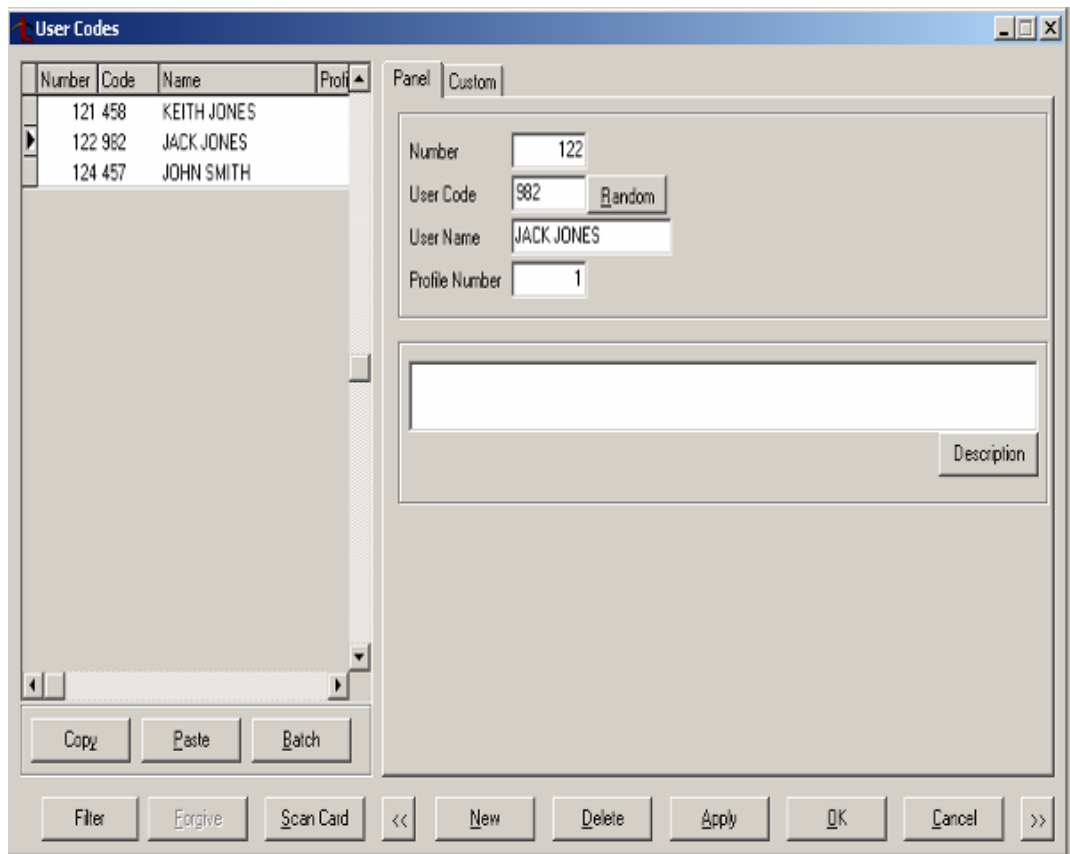 User Codes
Number Code Name Profi
121 458 KEITH JONES
122 982 JACK JONES
124 457 JOHN SMITH
Copy Paste Batch
Panel Custom
Number 122
User Code 982 Random
User Name JACK JONES
Profile Number 1
Description
Filter Forgive Scan Card << New Delete Apply OK Cancel >>